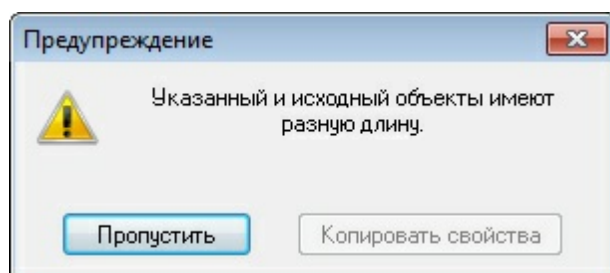 Предупреждение
Указанный и исходный объекты имеют
разную длину.
Пропустить
Копировать свойства